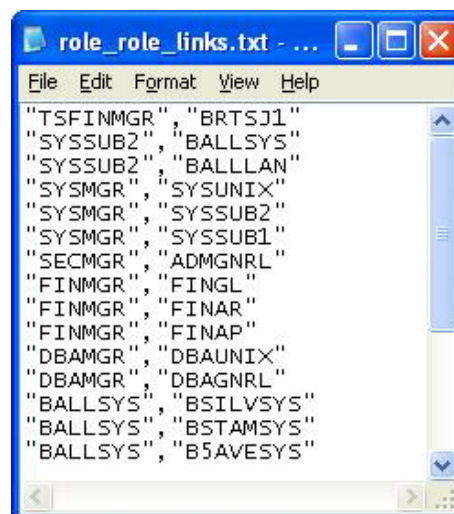 role_role_links.txt - ...
File Edit Format View Help
"TSFINMGR","BRTSJ1"
"SYSSUB2","BALLSYS"
"SYSSUB2","BALLLAN"
"SYSMGR","SYSUNIX"
"SYSMGR","SYSSUB2"
"SYSMGR","SYSSUB1"
"SECMGR","ADMGNRL"
"FINMGR","FINGL"
"FINMGR","FINAR"
"FINMGR","FINAP"
"DBAMGR","DBAUNIX"
"DBAMGR","DBAGNRL"
"BALLSYS","BSILVSYS"
"BALLSYS","BSTAMSYS"
"BALLSYS","B5AVESYS"